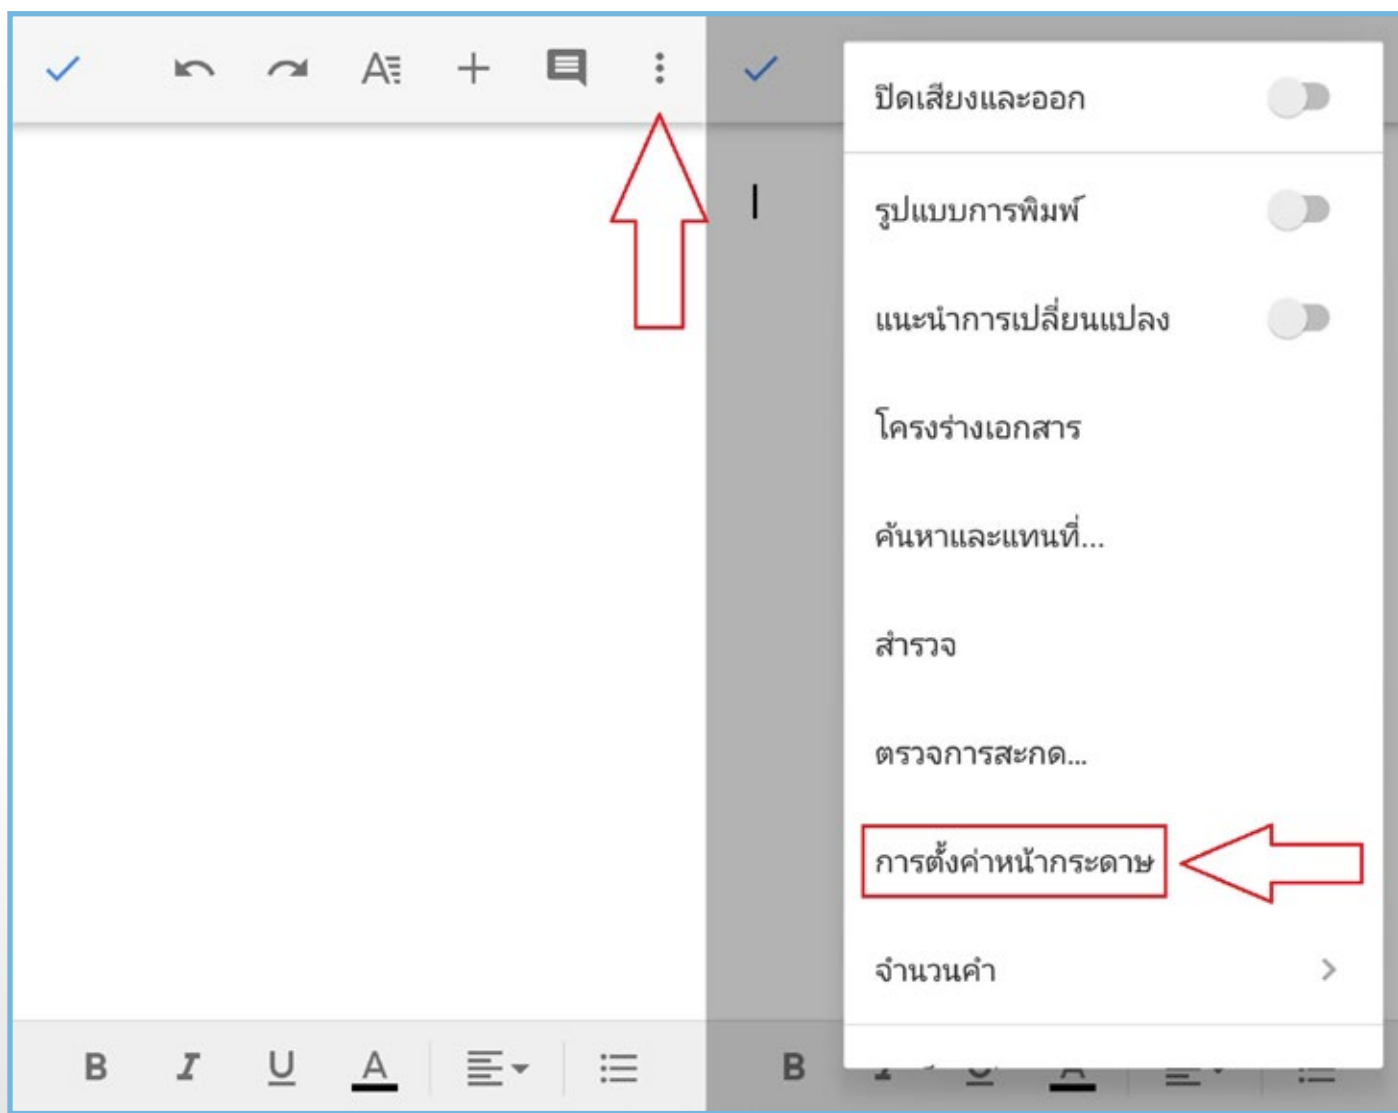 ปิดเสียงและออก
รูปแบบการพิมพ์
แนะนำการเปลี่ยนแปลง
โครงร่างเอกสาร
ค้นหาและแทนที่...
สำรวจ
ตรวจการสะกด...
การตั้งค่าหน้ากระดาษ
จำนวนคำ
B I U A
B I U A